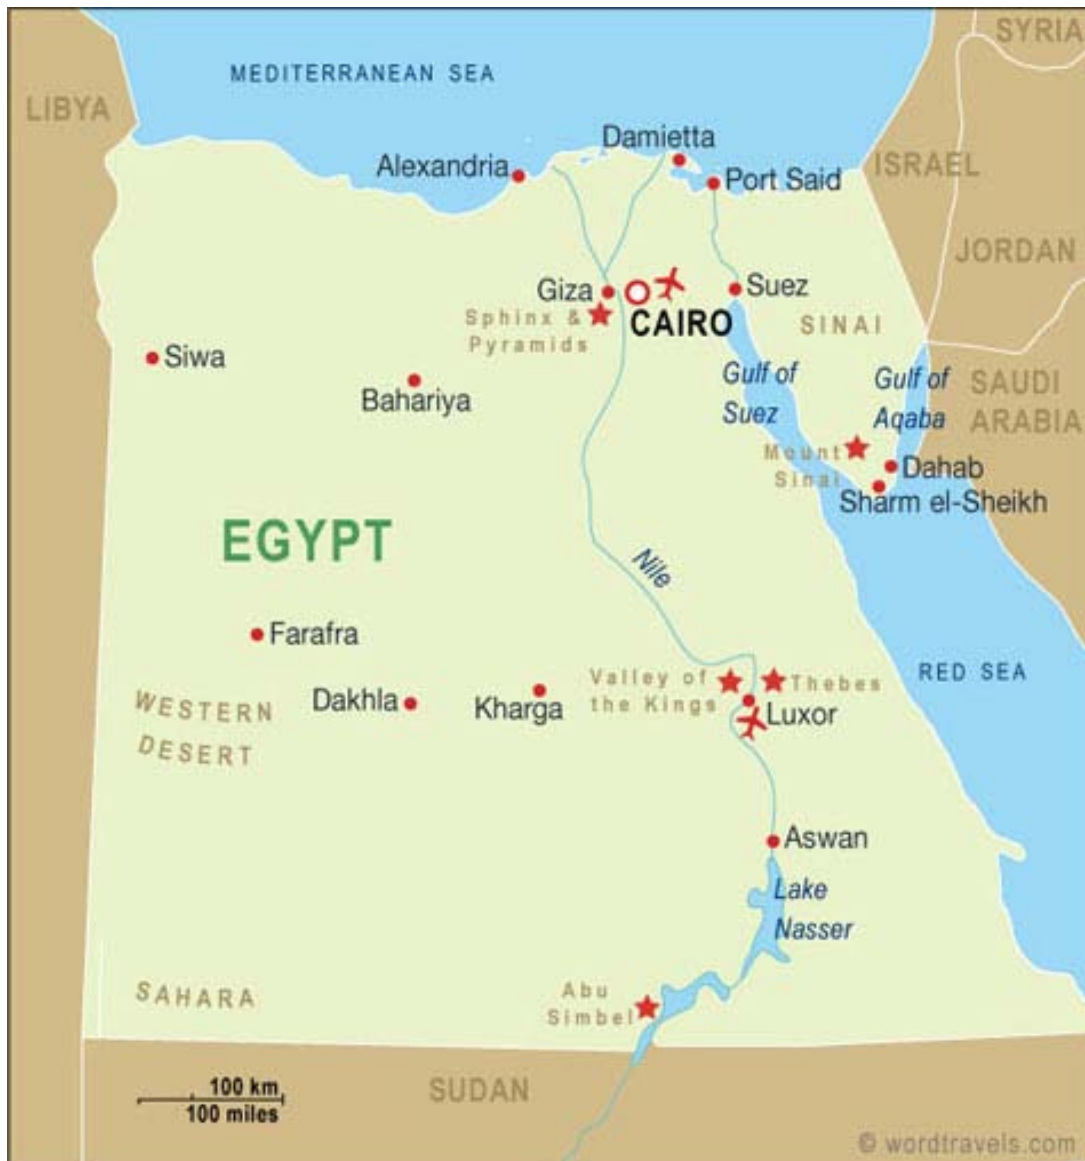 SYRIA
MEDITERRANEAN SEA
LIBYA
Damietta
Alexandria
ISRAEL
Port Said
JORDAN
Giza
Suez
CAIRO
SINAI
Sphinx &
Pyramids
Siwa
Bahariya
Gulf of
Suez
Gulf of
Aqaba
SAUDI
ARABIA
Mount
Sinai
Dahab
Sharm el-Sheikh
EGYPT
Nile
Farafra
RED SEA
Valley of
the Kings
Thebes
WESTERN
DESERT
Dakhla
Kharga
Luxor
Aswan
Lake
Nasser
SAHARA
Abu
Simbel
100 km
100 miles
SUDAN
© wordtravels.com